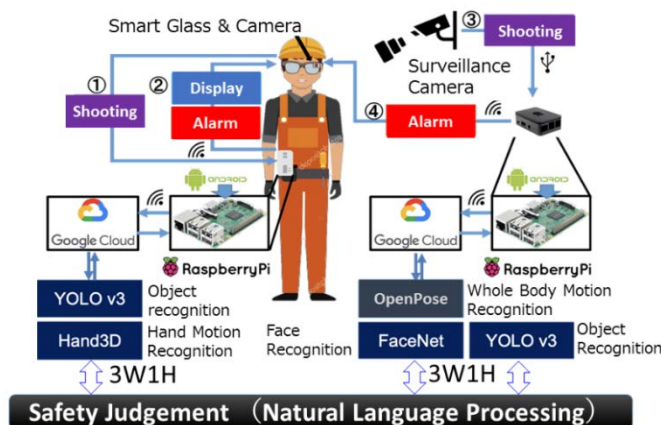 Smart Glass & Camera
③
Shooting
①
②
Display
Surveillance
Camera
Shooting
Alarm
④
Alarm
ANDROID
ANDROID
Google Cloud
Google Cloud
RaspberryPi
RaspberryPi
YOLO v3
Object
recognition
OpenPose
Whole Body Motion
Recognition
Hand3D
Hand Motion
Recognition
Face
Recognition
FaceNet
YOLO v3
Object
Recognition
3W1H
3W1H
Safety Judgement （Natural Language Processing）